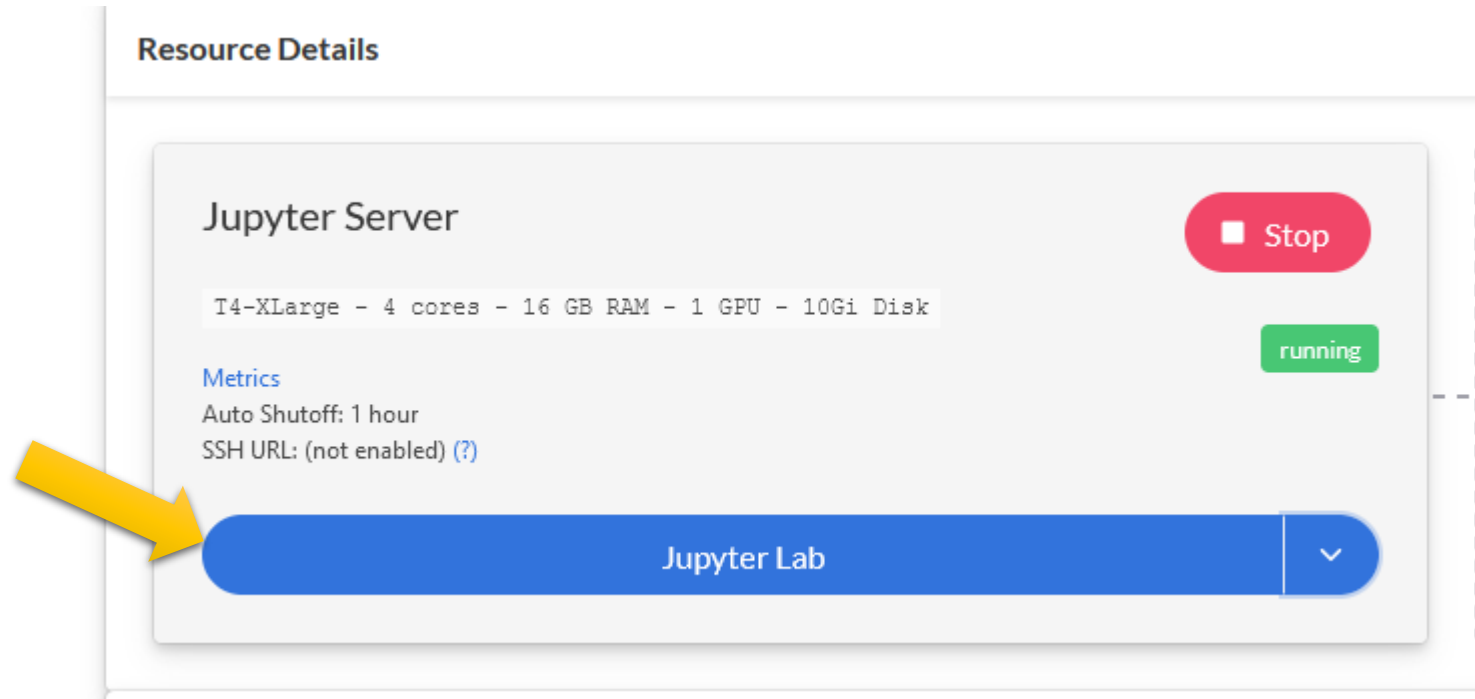 Resource Details
Jupyter Server
Stop
T4-XLarge - 4 cores - 16 GB RAM - 1 GPU - 10Gi Disk
running
Metrics
Auto Shutoff: 1 hour
SSH URL: (not enabled) (?)
Jupyter Lab